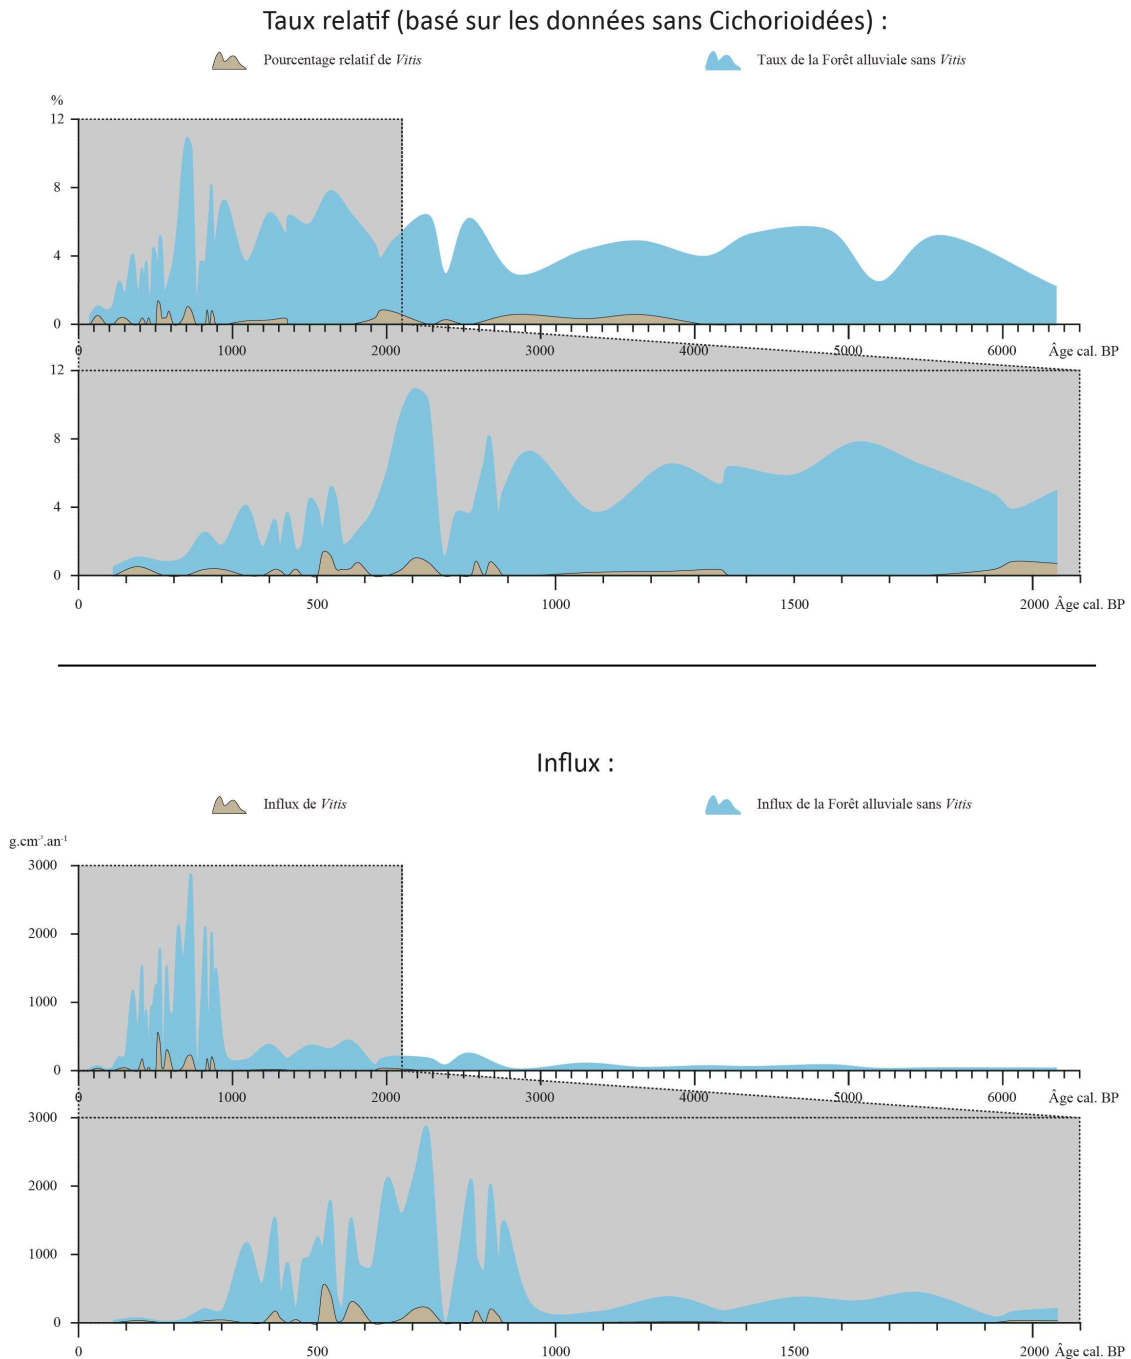 Taux relatif (basé sur les données sans Cichorioidées) :
Pourcentage relatif de Vitis
Taux de la Forêt alluviale sans Vitis
%
12
8
4
0
0 1000 2000 3000 4000 5000 6000 Âge cal. BP
12
8
4
0
0 500 1000 1500 2000 Âge cal. BP
Influx :
Influx de Vitis
Influx de la Forêt alluviale sans Vitis
g.cm⁻².an⁻¹
3000
2000
1000
0
0 1000 2000 3000 4000 5000 6000 Âge cal. BP
3000
2000
1000
0
0 500 1000 1500 2000 Âge cal. BP